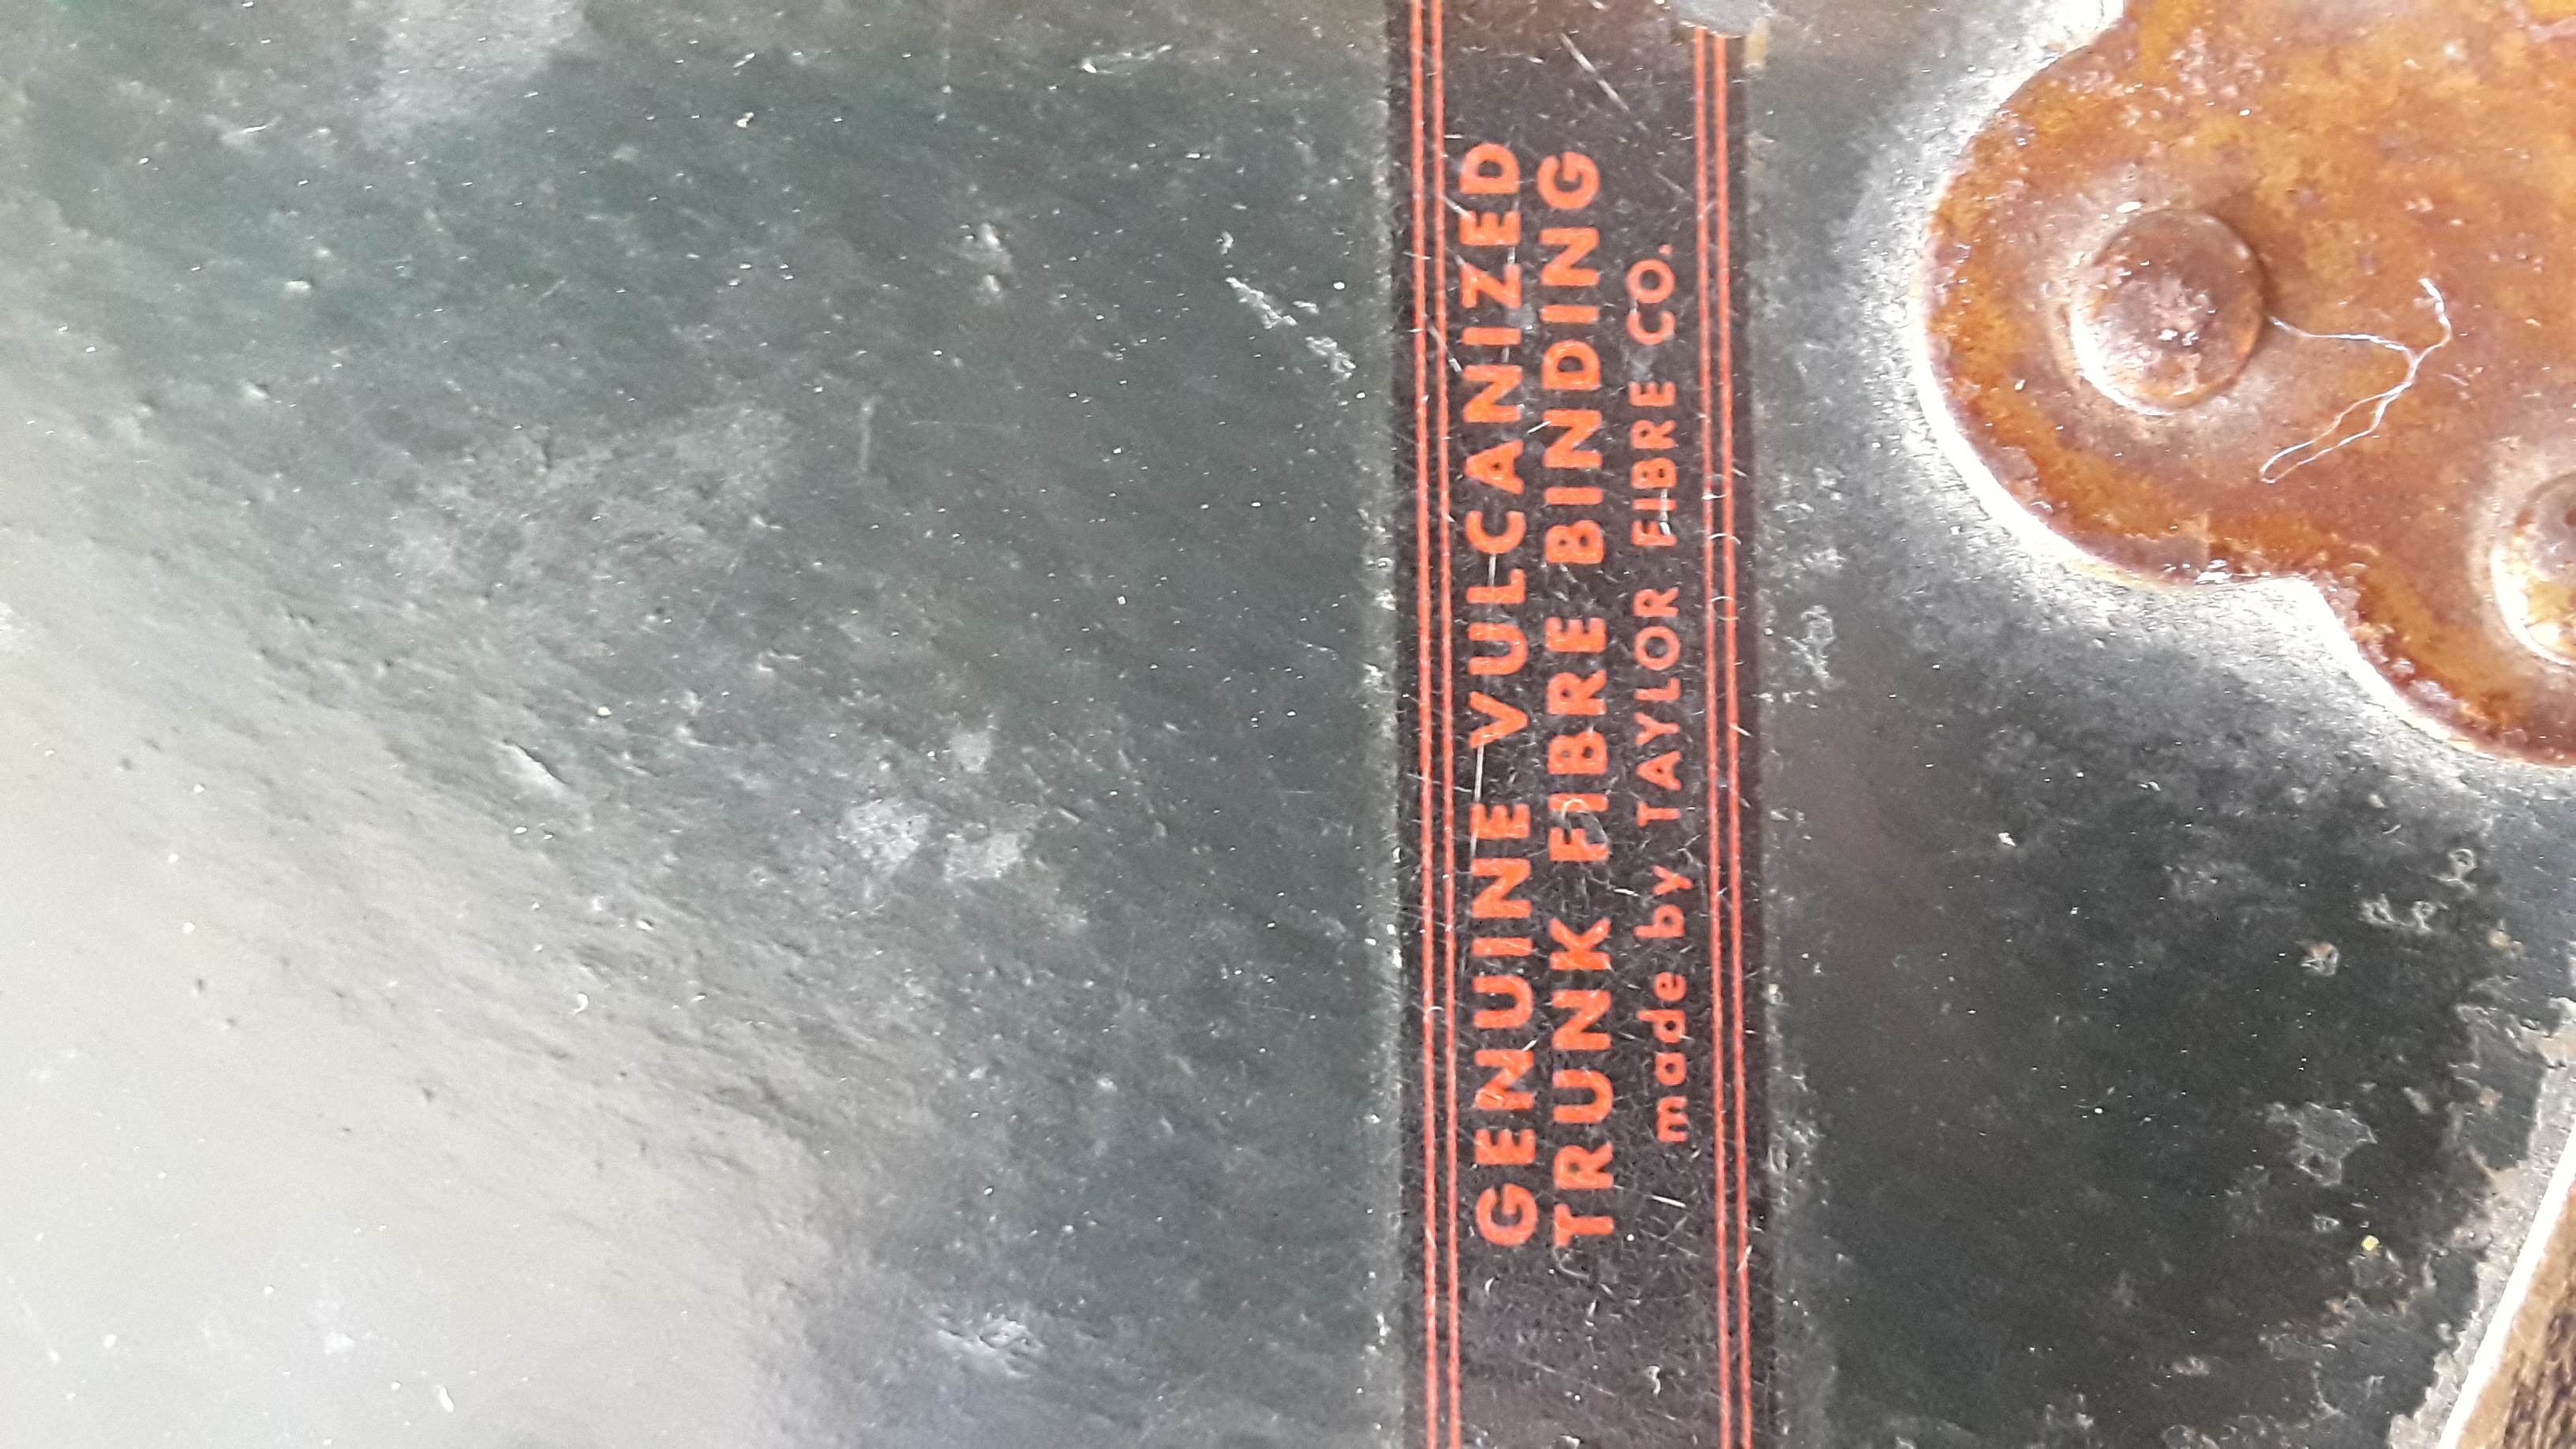 GENUINE VULCANIZED
TRUNK FIBRE BINDING
made by TAYLOR FIBRE CO.